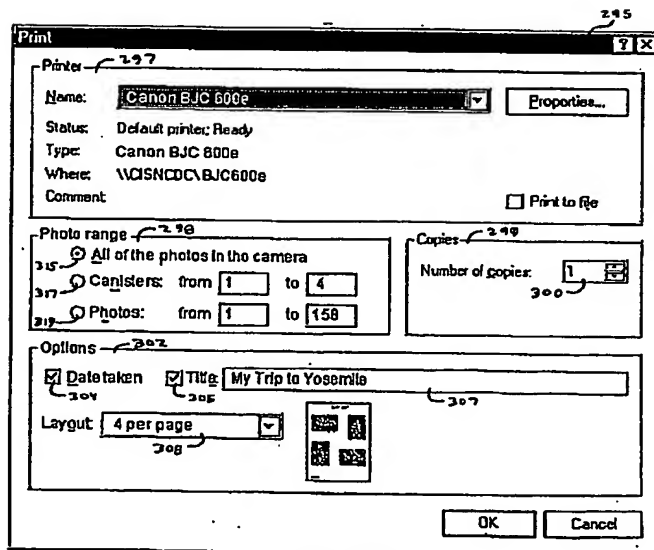 295
Print ? X
Printer 297
Name: Canon BJC 600e Properties...
Status: Default printer; Ready
Type: Canon BJC 600e
Where: \\CISNCDC\BJC600e
Comment
Print to file
Photo range 298
315 All of the photos in the camera
317 Canisters: from 1 to 4
319 Photos: from 1 to 158
Copies 299
Number of copies: 1
300
Options 302
Date taken Title: My Trip to Yosemite
304 305 307
Layout 4 per page
308
OK Cancel